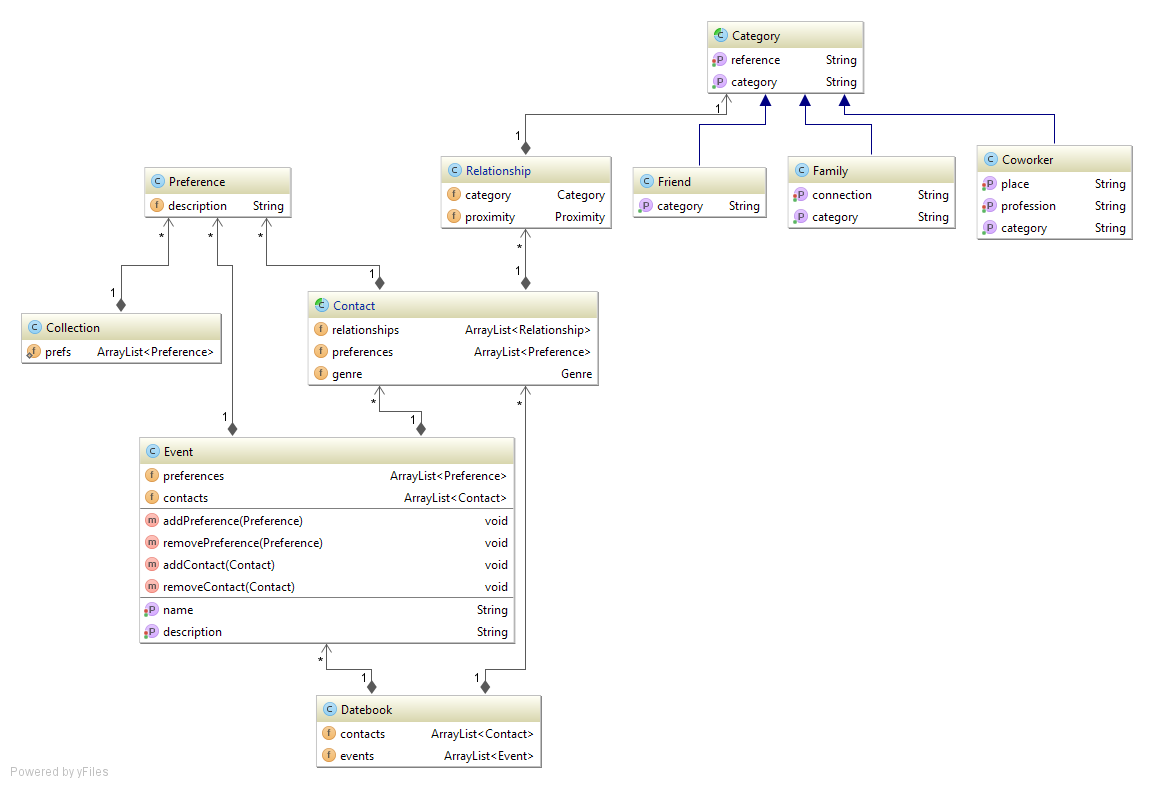 Category
reference String
category String
1
1
Preference
description String
Relationship
category Category
proximity Proximity
Friend
category String
Family
connection String
category String
Coworker
place String
profession String
category String
* * * *
1 1 1
Collection
prefs ArrayList<Preference>
Contact
relationships ArrayList<Relationship>
preferences ArrayList<Preference>
genre Genre
* *
1 1
Event
preferences ArrayList<Preference>
contacts ArrayList<Contact>
addPreference(Preference) void
removePreference(Preference) void
addContact(Contact) void
removeContact(Contact) void
name String
description String
*
1 1
Datebook
contacts ArrayList<Contact>
events ArrayList<Event>
Powered by yFiles